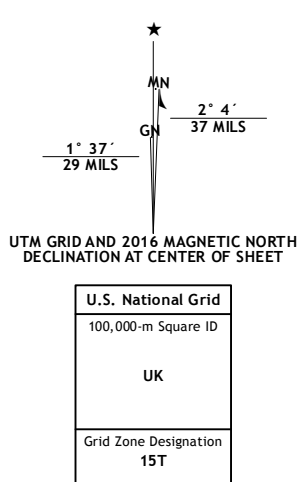 ★
MN
2° 4´
37 MILS
GN
1° 37´
29 MILS
UTM GRID AND 2016 MAGNETIC NORTH
DECLINATION AT CENTER OF SHEET
U.S. National Grid
100,000-m Square ID
UK
Grid Zone Designation
15T